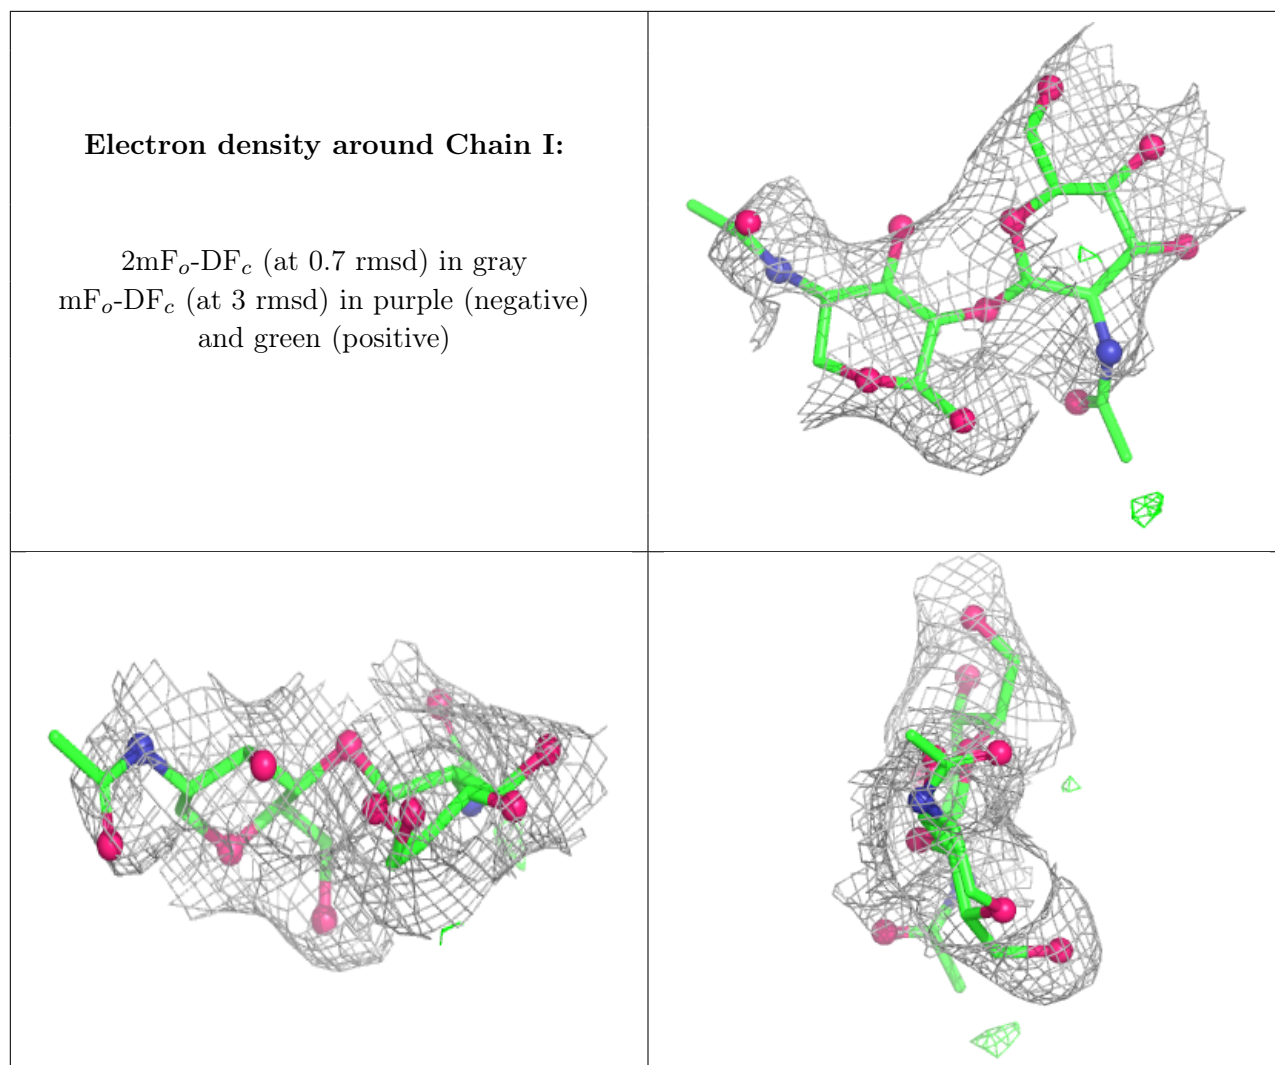 Electron density around Chain I:
2mFo-DFc (at 0.7 rmsd) in gray
mFo-DFc (at 3 rmsd) in purple (negative)
and green (positive)